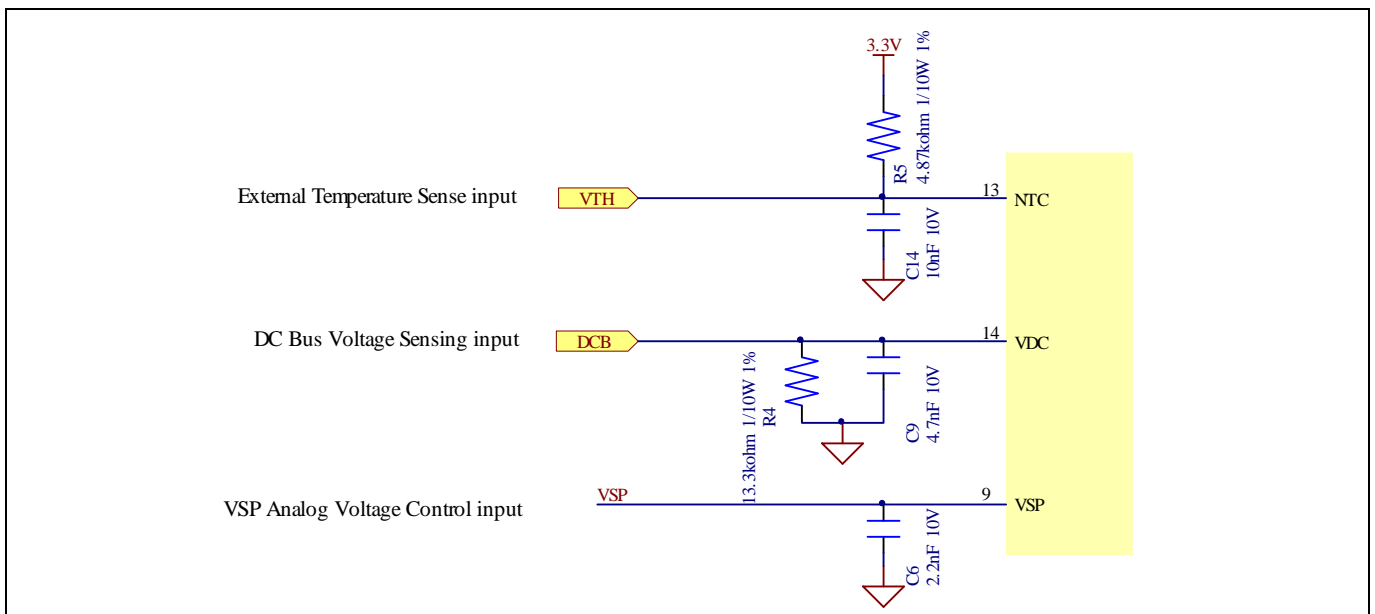 3.3V
R5
4.87kohm 1/10W 1%
External Temperature Sense input
VTH
13
NTC
C14
10nF 10V
DC Bus Voltage Sensing input
DCB
14
VDC
13.3kohm 1/10W 1%
R4
C9
4.7nF 10V
VSP Analog Voltage Control input
VSP
9
VSP
C6
2.2nF 10V